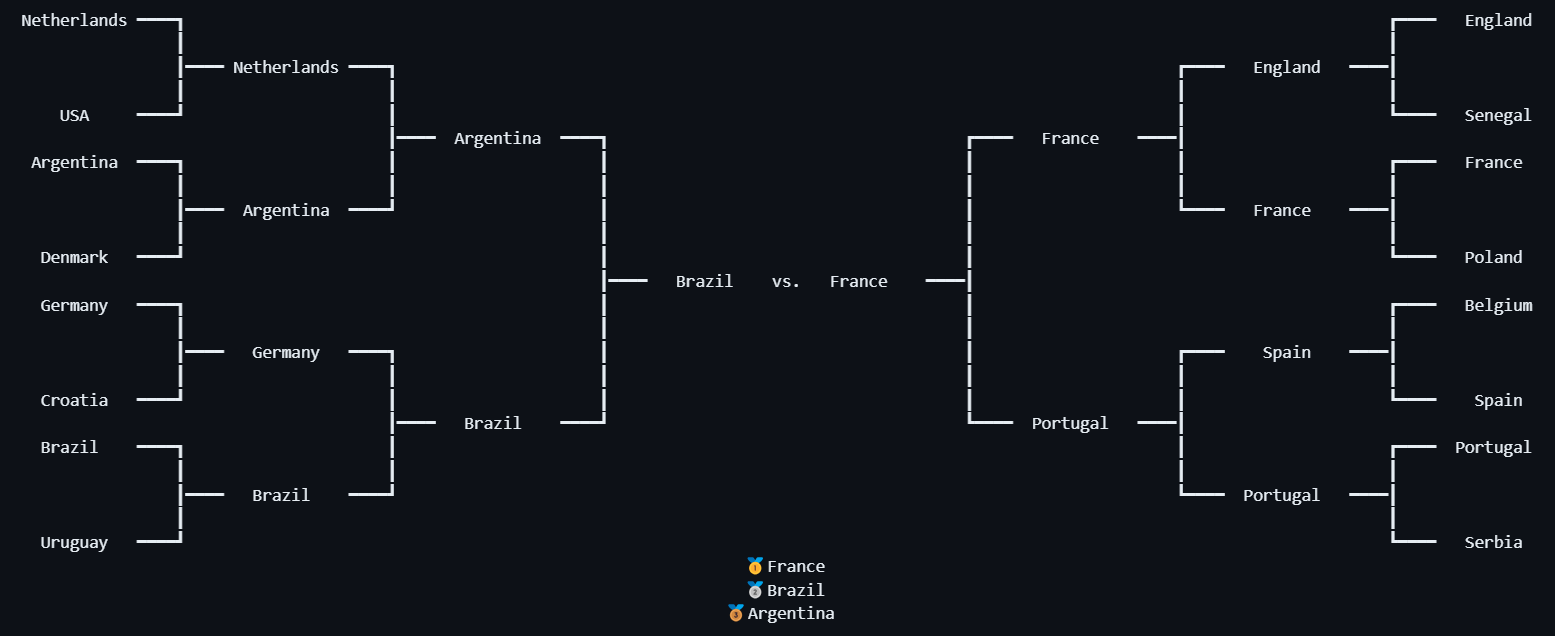 Netherlands England
Netherlands England
USA Senegal
Argentina France
Argentina France
Argentina France
Denmark Poland
Brazil vs. France
Germany Belgium
Germany Spain
Croatia Spain
Brazil Portugal
Brazil Portugal
Brazil Portugal
Uruguay Serbia
🥇France
🥈Brazil
🥉Argentina